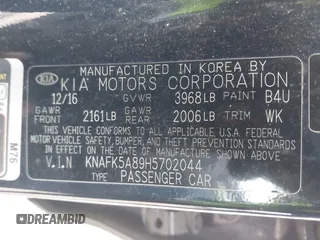 MANUFACTURED IN KOREA BY
KIA KIA MOTORS CORPORATION.
12/16 GVWR 3968LB PAINT B4U
GAWR FRONT 2161LB GAWR REAR 2006LB TRIM WK
THIS VEHICLE CONFORMS TO ALL APPLICABLE U.S.A. FEDERAL
MOTOR VEHICLE SAFETY, BUMPER, AND THEFT PREVENTION
STANDARDS IN EFFECT ON THE DATE OF MANUFACTURE
SHOWN ABOVE.
V.I.N KNAFK5A89H5702044
TYPE PASSENGER CAR
M76
DEALERSHIP